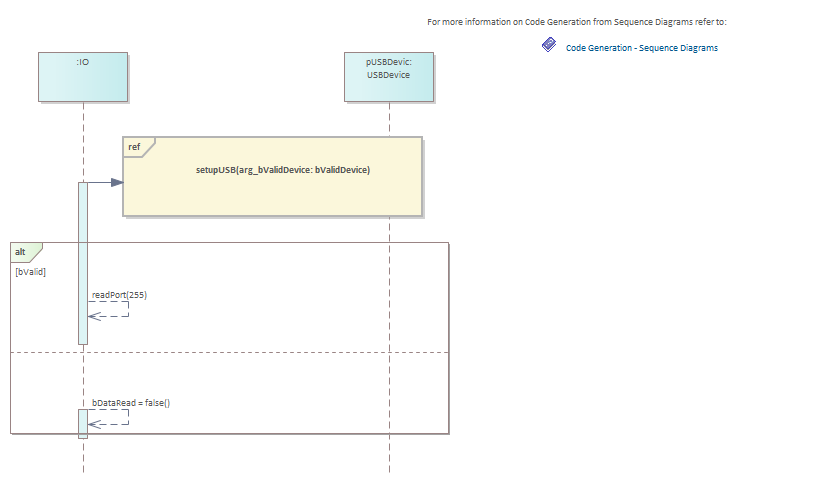 For more information on Code Generation from Sequence Diagrams refer to:
Code Generation - Sequence Diagrams
:IO
pUSBDevic:
USBDevice
ref
setupUSB(arg_bValidDevice: bValidDevice)
alt
[bValid]
readPort(255)
bDataRead = false()